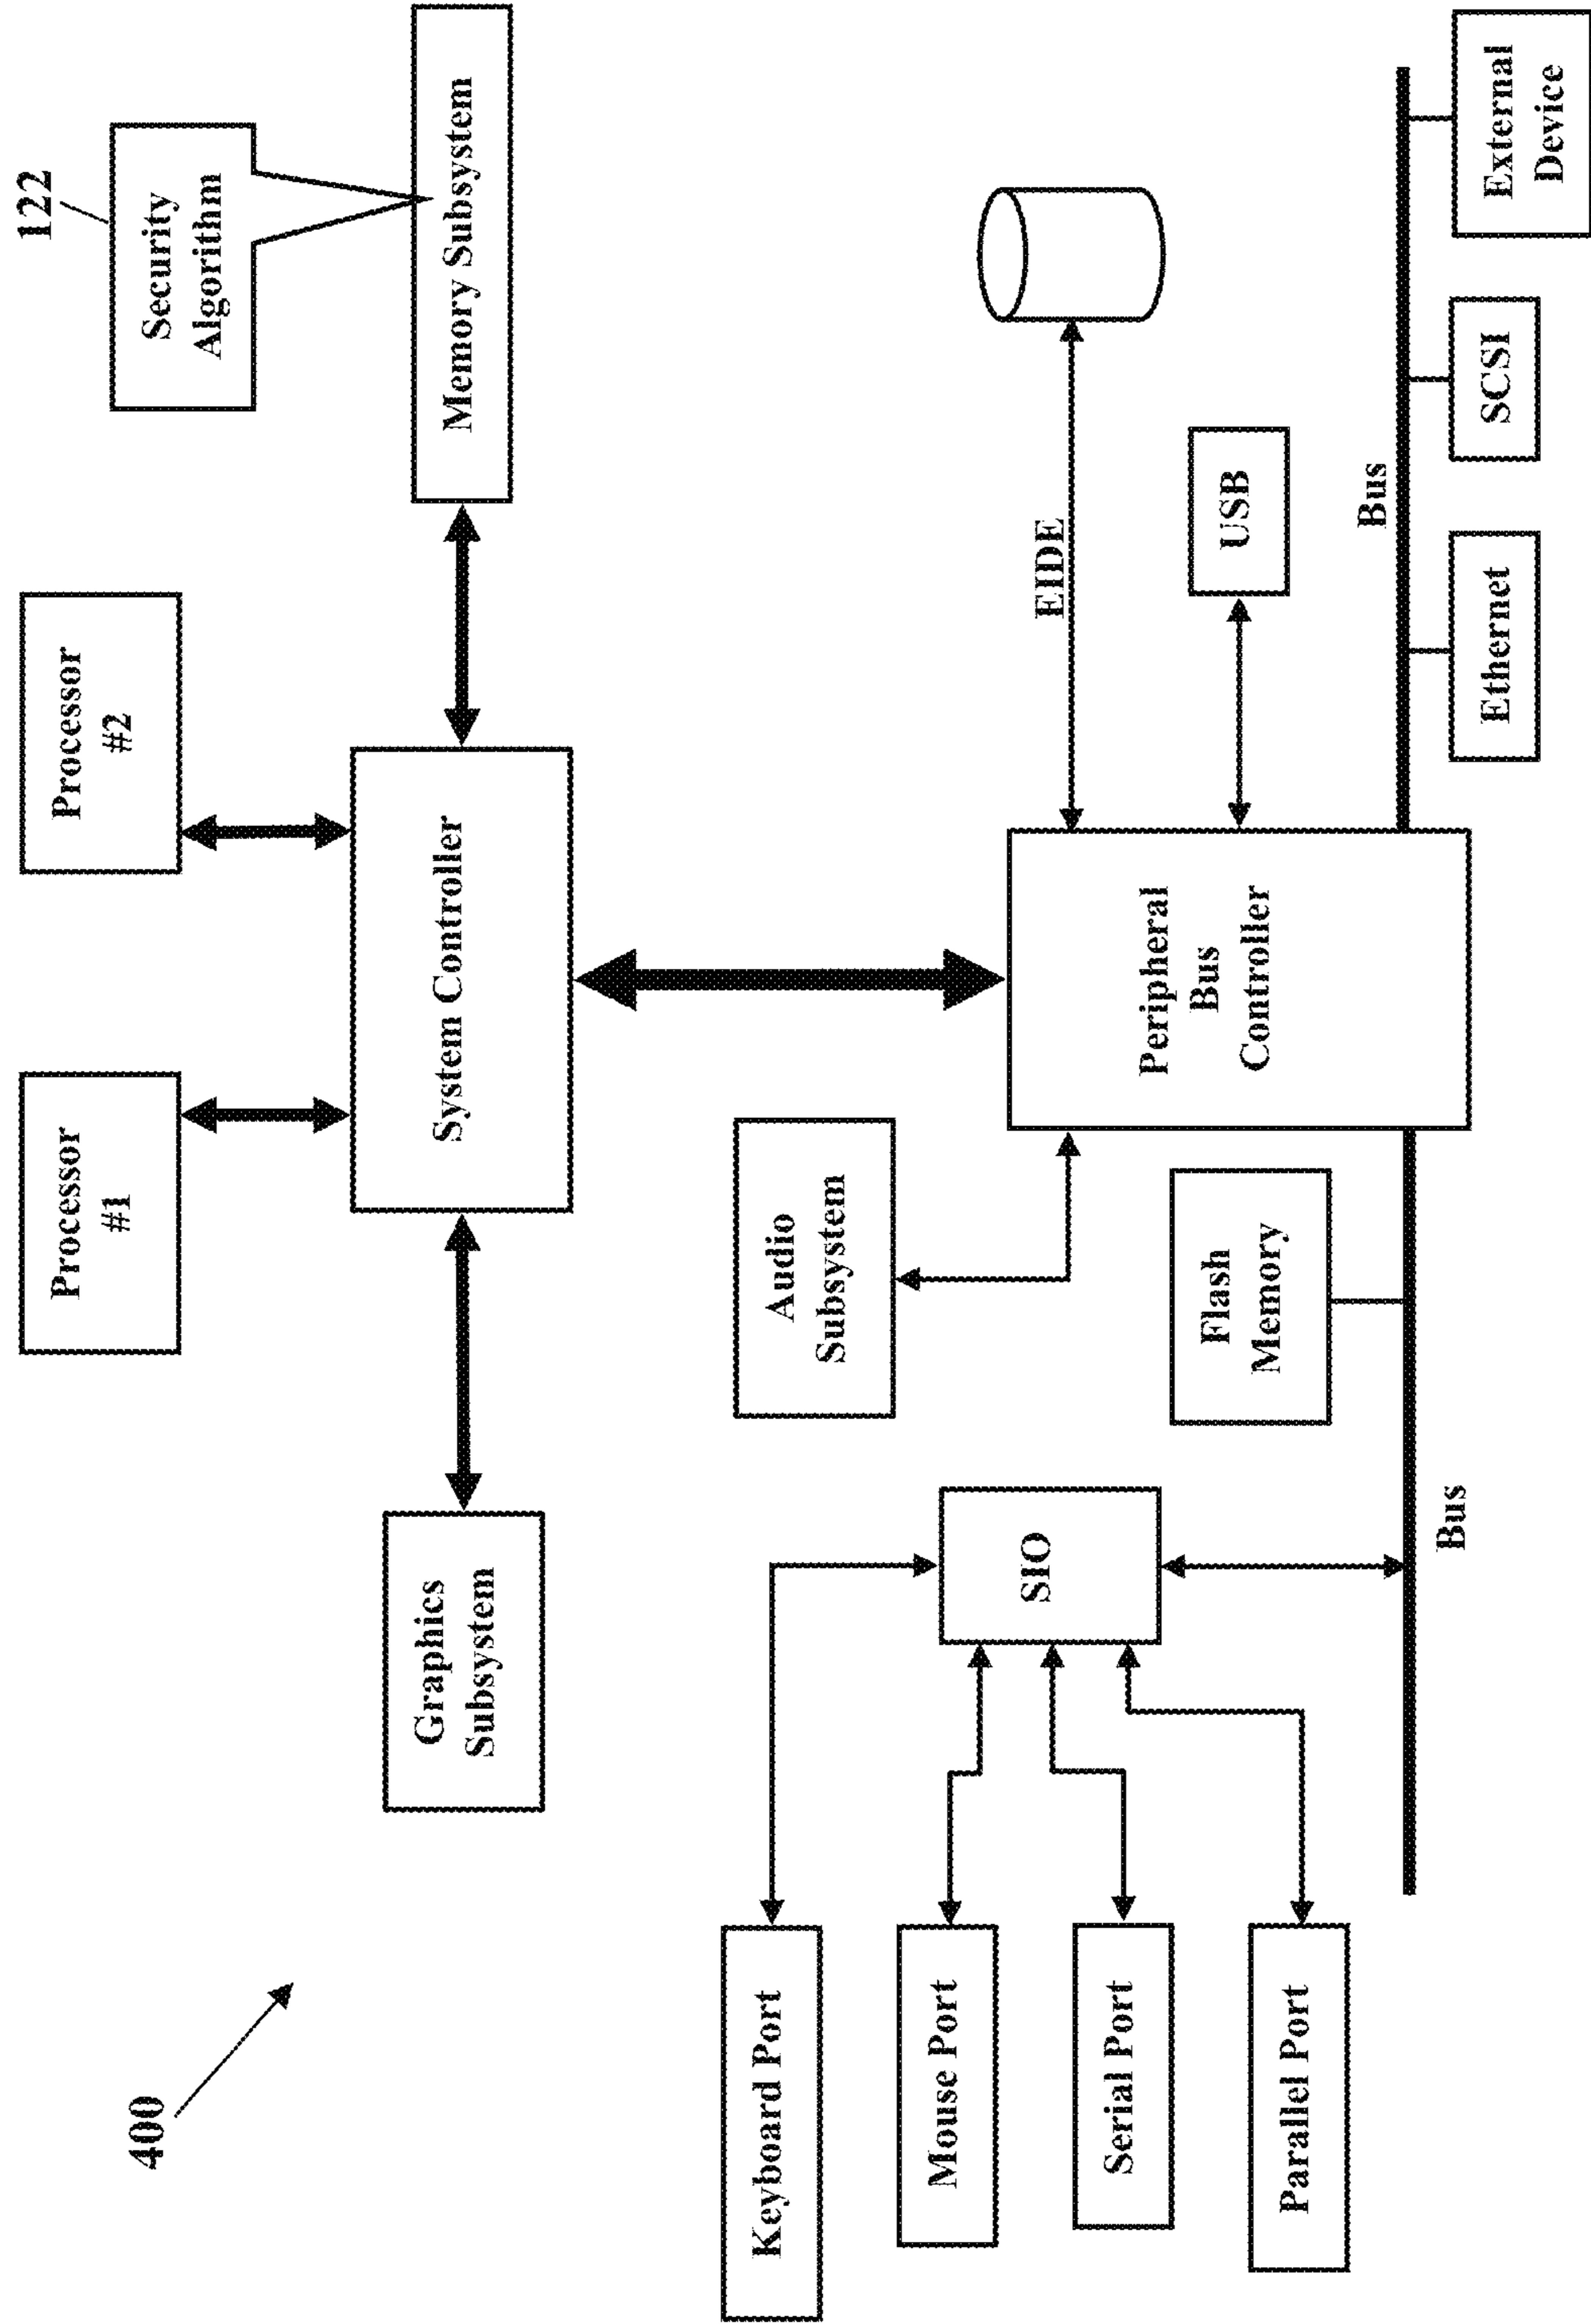 400
122
Security
Algorithm
Processor
#1
Processor
#2
Graphics
Subsystem
System Controller
Memory Subsystem
Keyboard Port
Mouse Port
Serial Port
Parallel Port
SIO
Audio
Subsystem
Flash
Memory
Peripheral
Bus
Controller
EIDE
USB
Bus
Bus
Ethernet
SCSI
External
Device